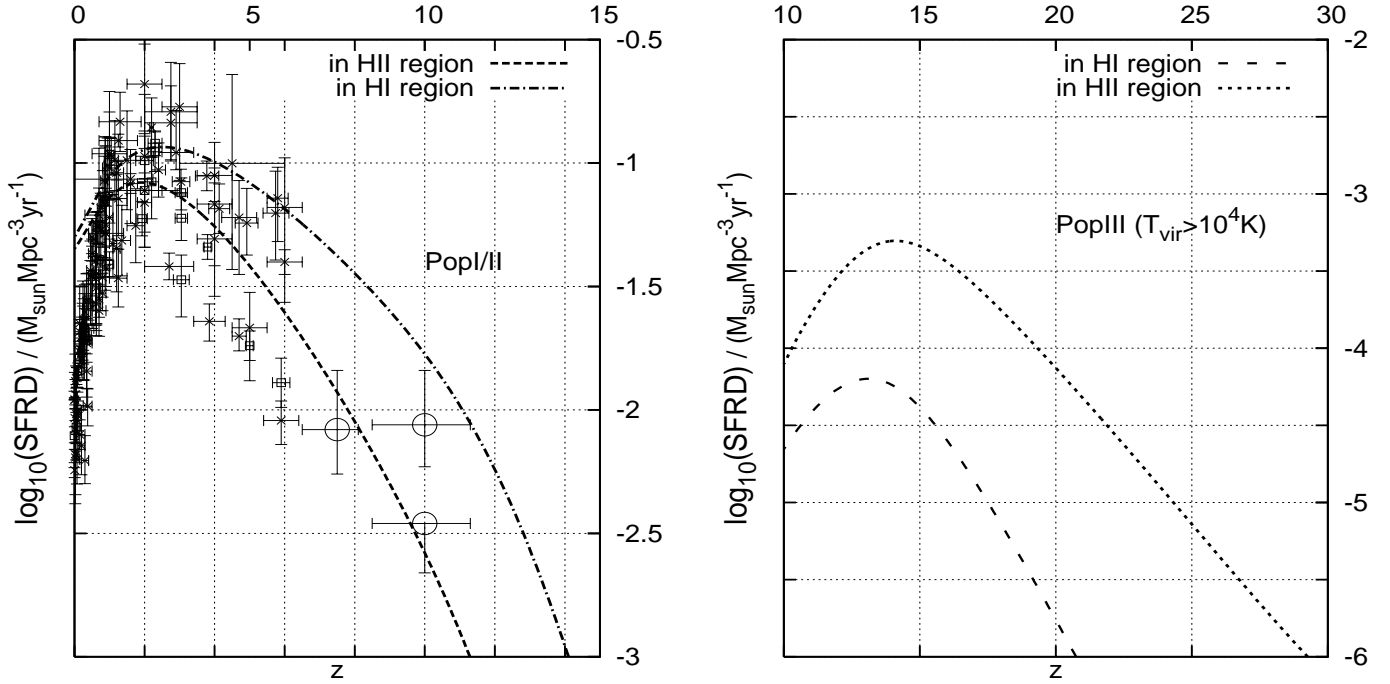 0 5 10 15
-0.5
-1
-1.5
-2
-2.5
-3
in HII region
in HI region
PopI/II
log10(SFRD) / (MsunMpc-3yr-1)
z
10 15 20 25 30
-2
-3
-4
-5
-6
in HI region
in HII region
PopIII (Tvir>10^4K)
log10(SFRD) / (MsunMpc-3yr-1)
z